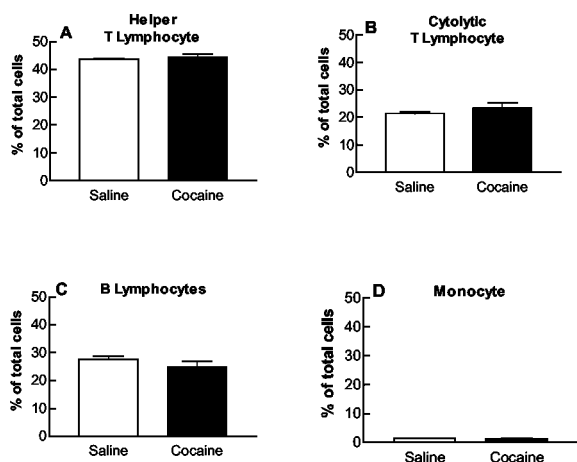 A
Helper
T Lymphocyte
% of total cells
50
40
30
20
10
0
Saline Cocaine
B
Cytolytic
T Lymphocyte
% of total cells
50
40
30
20
10
0
Saline Cocaine
C B Lymphocytes
% of total cells
50
40
30
20
10
0
Saline Cocaine
D Monocyte
% of total cells
50
40
30
20
10
0
Saline Cocaine